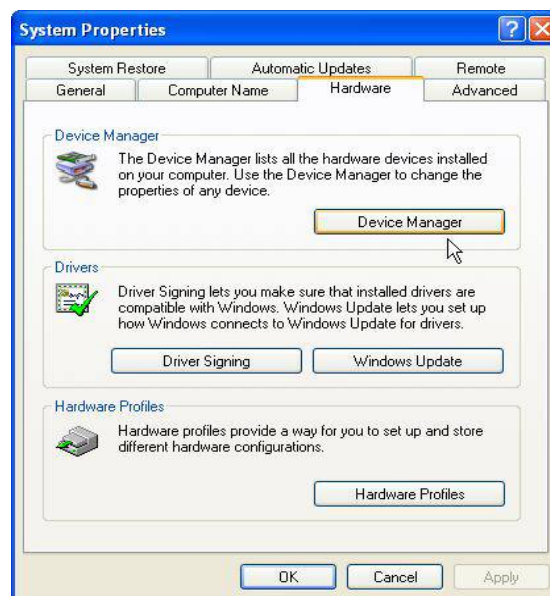 System Properties
System Restore Automatic Updates Remote
General Computer Name Hardware Advanced
Device Manager
The Device Manager lists all the hardware devices installed
on your computer. Use the Device Manager to change the
properties of any device.
Device Manager
Drivers
Driver Signing lets you make sure that installed drivers are
compatible with Windows. Windows Update lets you set up
how Windows connects to Windows Update for drivers.
Driver Signing Windows Update
Hardware Profiles
Hardware profiles provide a way for you to set up and store
different hardware configurations.
Hardware Profiles
OK Cancel Apply